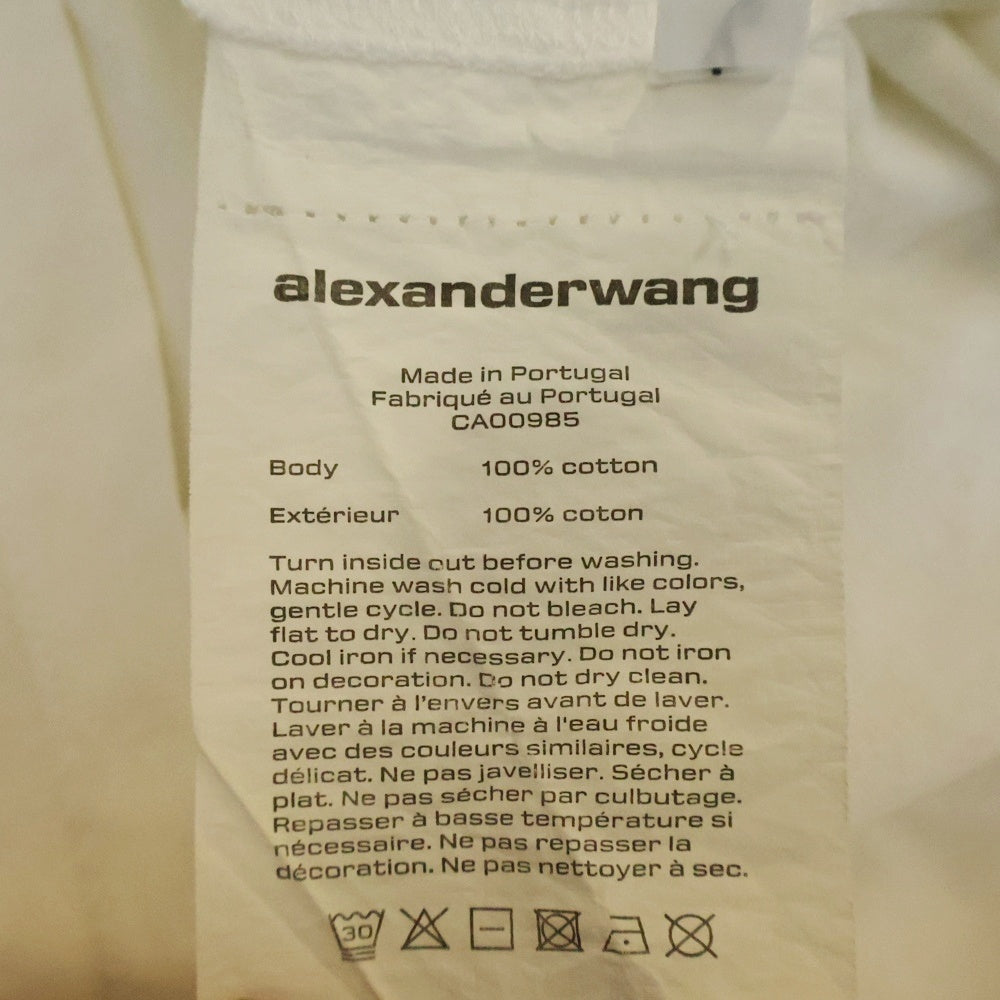 alexanderwang
Made in Portugal
Fabriqué au Portugal
CA00985
Body 100% cotton
Extérieur 100% coton
Turn inside out before washing.
Machine wash cold with like colors,
gentle cycle. Do not bleach. Lay
flat to dry. Do not tumble dry.
Cool iron if necessary. Do not iron
on decoration. Do not dry clean.
Tourner à l'envers avant de laver.
Laver à la machine à l'eau froide
avec des couleurs similaires, cycle
délicat. Ne pas javelliser. Sécher à
plat. Ne pas sécher par culbutage.
Repasser à basse température si
nécessaire. Ne pas repasser la
décoration. Ne pas nettoyer à sec.
30